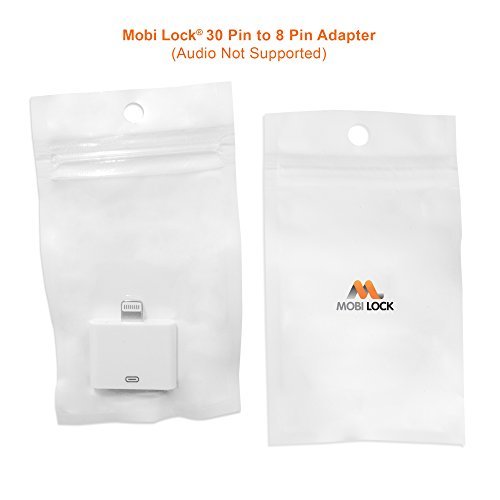 Mobi Lock® 30 Pin to 8 Pin Adapter
(Audio Not Supported)
MOBI LOCK